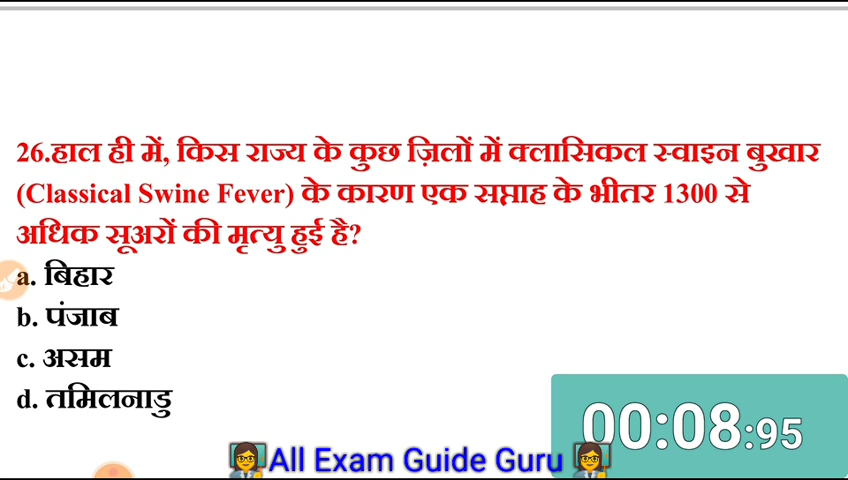 26.हाल ही में, किस राज्य के कुछ ज़िलों में क्लासिकल स्वाइन बुखार
(Classical Swine Fever) के कारण एक सप्ताह के भीतर 1300 से
अधिक सूअरों की मृत्यु हुई है?
a. बिहार
b. पंजाब
c. असम
d. तमिलनाडु
00:08:95
All Exam Guide Guru